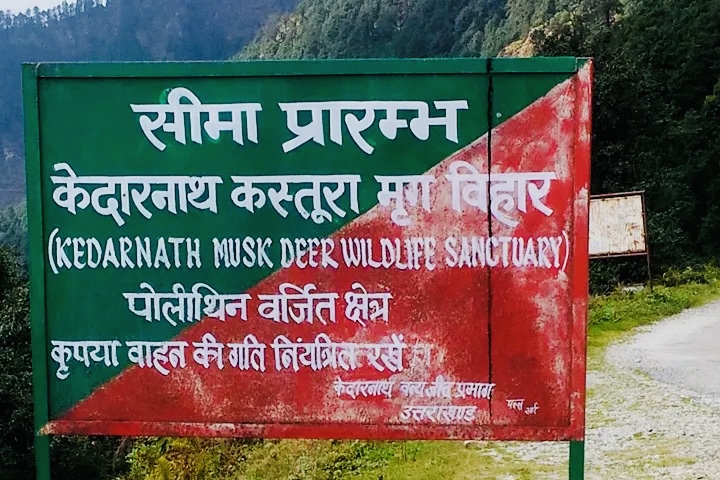 सीमा प्रारम्भ
केदारनाथ कस्तूरा मृग विहार
(KEDARNATH MUSK DEER WILDLIFE SANCTUARY)
पोलीथिन वर्जित क्षेत्र
कृपया वाहन की गति नियंत्रित रखें
केदारनाथ वन्य जीव प्रभाग
उत्तराखण्ड